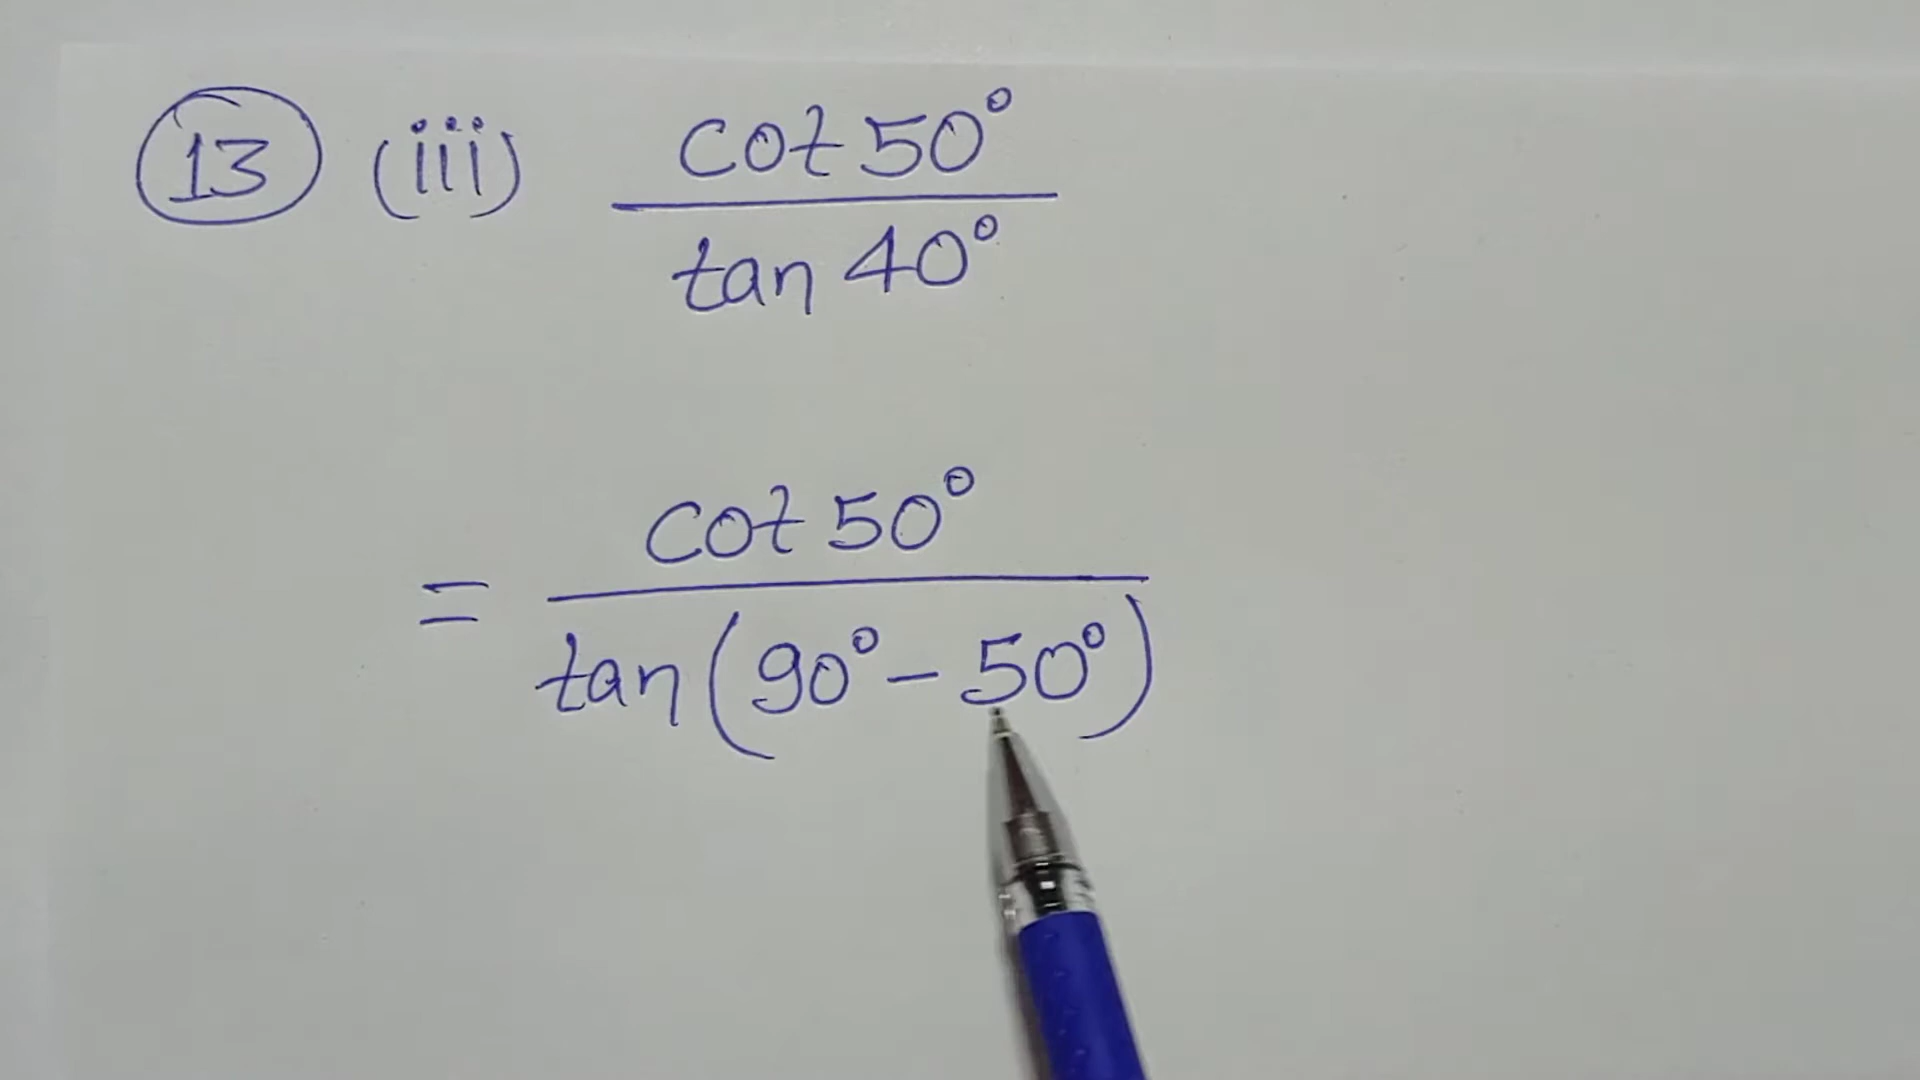 13 (iii) cot 50°
tan 40°
= cot 50°
tan (90° - 50°)